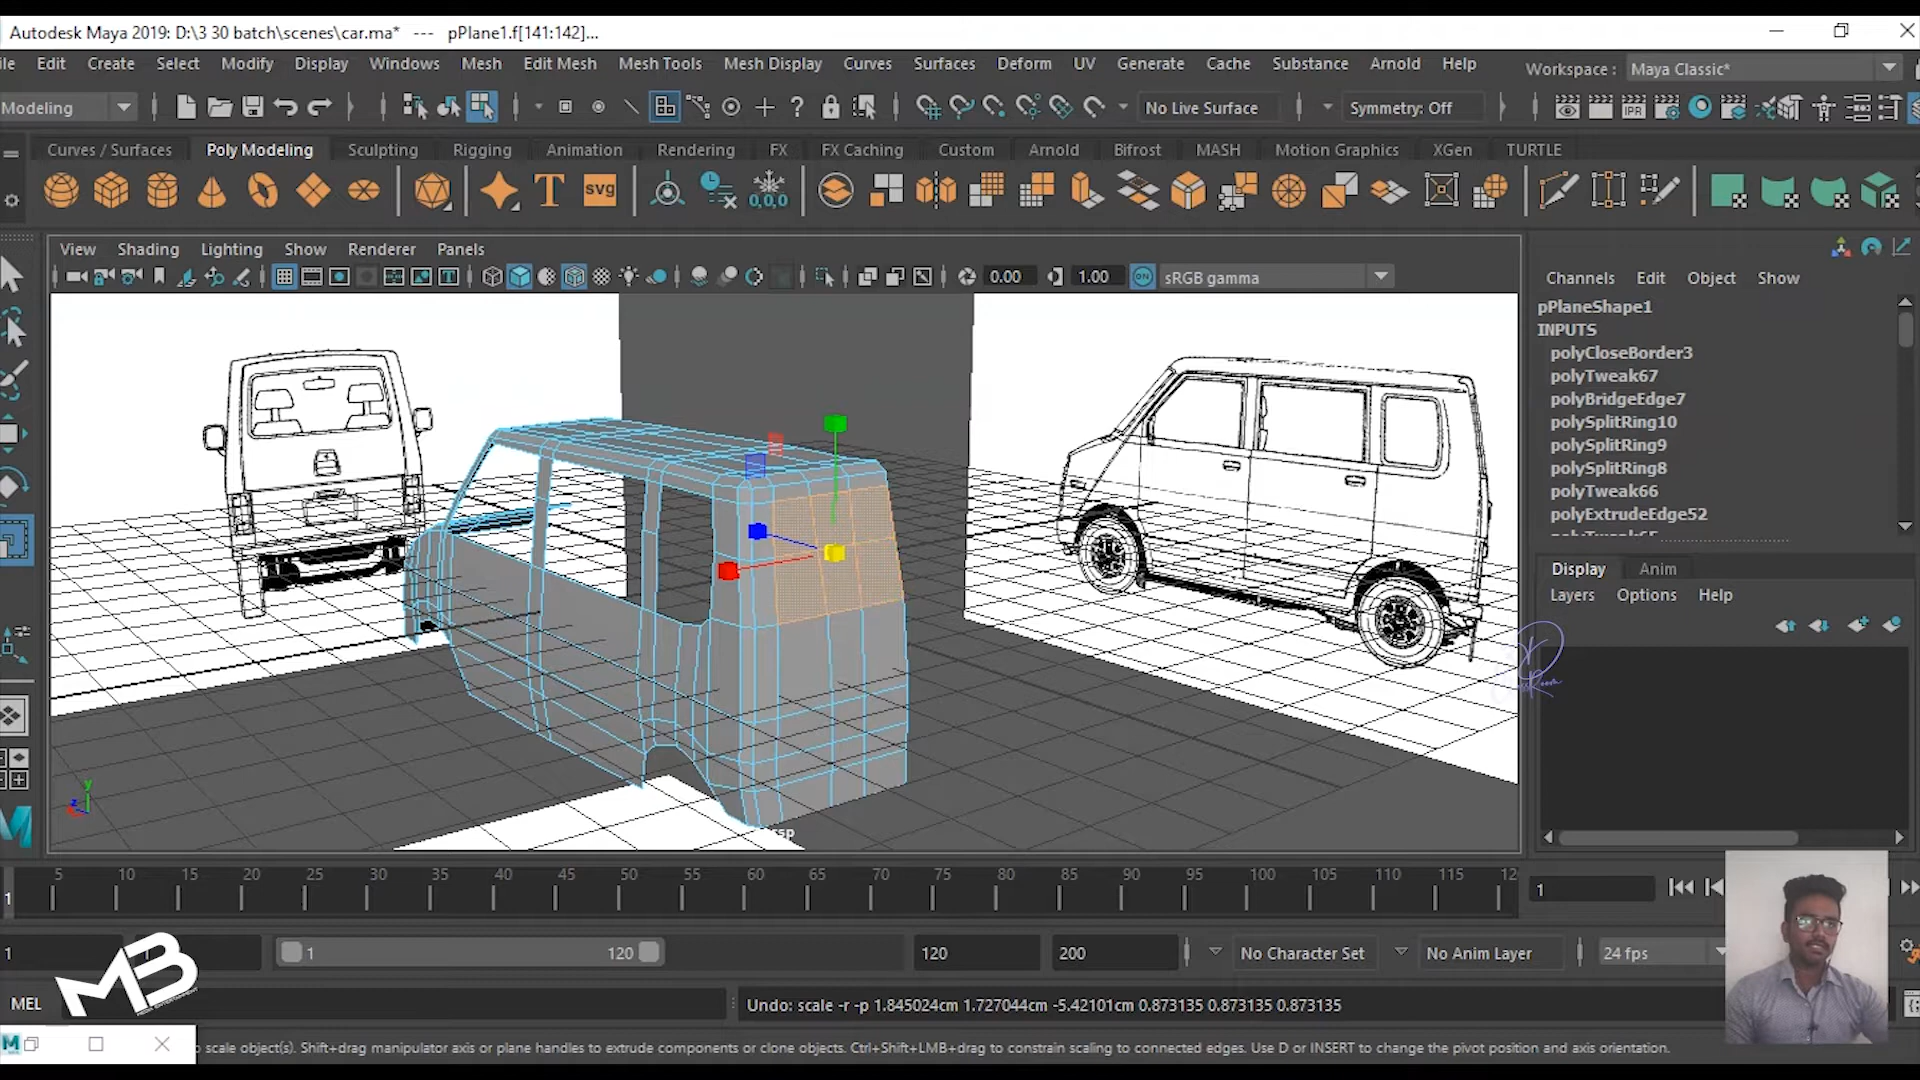 Autodesk Maya 2019: D:\3 30 batch\scenes\car.ma* --- pPlane1.f[141:142]...
ile Edit Create Select Modify Display Windows Mesh Edit Mesh Mesh Tools Mesh Display Curves Surfaces Deform UV Generate Cache Substance Arnold Help
Workspace : Maya Classic*
Modeling No Live Surface Symmetry: Off
IPR
Curves / Surfaces Poly Modeling Sculpting Rigging Animation Rendering FX FX Caching Custom Arnold Bifrost MASH Motion Graphics XGen TURTLE
T svg 0,0,0
View Shading Lighting Show Renderer Panels
0.00 1.00 ON sRGB gamma
Channels Edit Object Show
pPlaneShape1
INPUTS
polyCloseBorder3
polyTweak67
polyBridgeEdge7
polySplitRing10
polySplitRing9
polySplitRing8
polyTweak66
polyExtrudeEdge52
Display Anim
Layers Options Help
y
z
rsp
5 10 15 20 25 30 35 40 45 50 55 60 65 70 75 80 85 90 95 100 105 110 115 12
1 1
1 1 120 120 200 No Character Set No Anim Layer 24 fps
MB
MEL Undo: scale -r -p 1.845024cm 1.727044cm -5.42101cm 0.873135 0.873135 0.873135
scale object(s). Shift+drag manipulator axis or plane handles to extrude components or clone objects. Ctrl+Shift+LMB+drag to constrain scaling to connected edges. Use D or INSERT to change the pivot position and axis orientation.